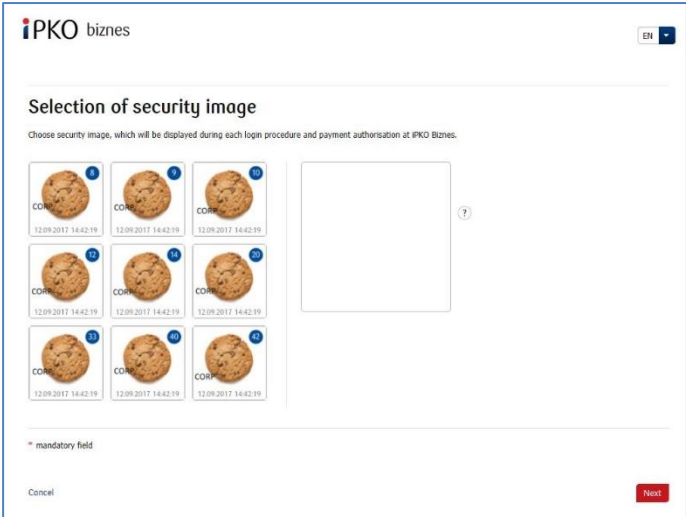 iPKO biznes
EN
Selection of security image
Choose security image, which will be displayed during each login procedure and payment authorisation at iPKO Biznes.
8 9 10
CORP. CORP. CORP.
12.09.2017 14:42:19 12.09.2017 14:42:19 12.09.2017 14:42:19
?
12 14 20
CORP. CORP. CORP.
12.09.2017 14:42:19 12.09.2017 14:42:19 12.09.2017 14:42:19
33 40 42
CORP. CORP. CORP.
12.09.2017 14:42:19 12.09.2017 14:42:19 12.09.2017 14:42:19
* mandatory field
Cancel Next